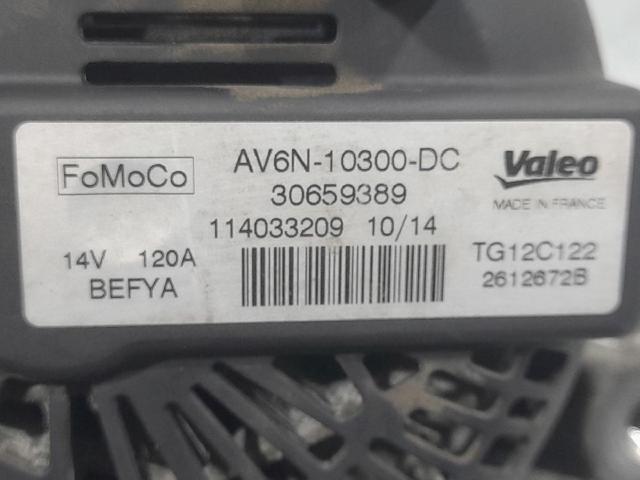 FoMoCo
AV6N-10300-DC
Valeo
30659389
MADE IN FRANCE
114033209 10/14
14V 120A
TG12C122
BEFYA
2612672B